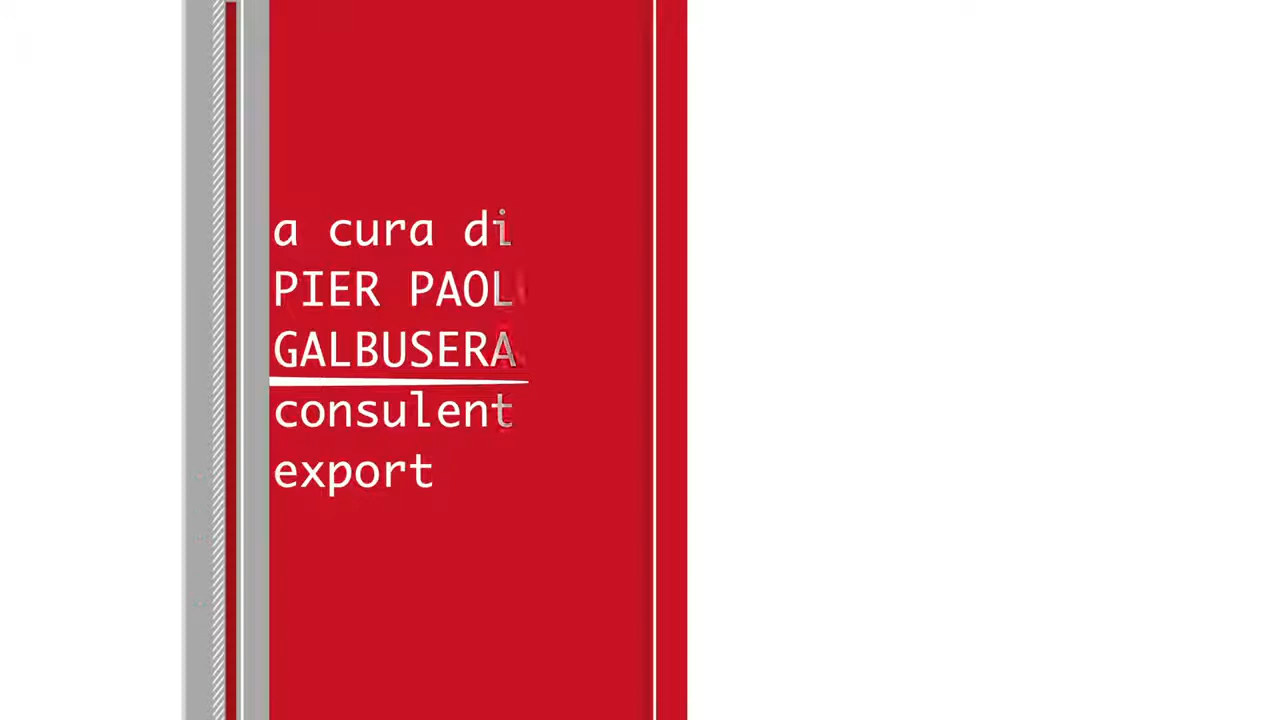 a cura di
PIER PAOL
GALBUSERA
consulent
export